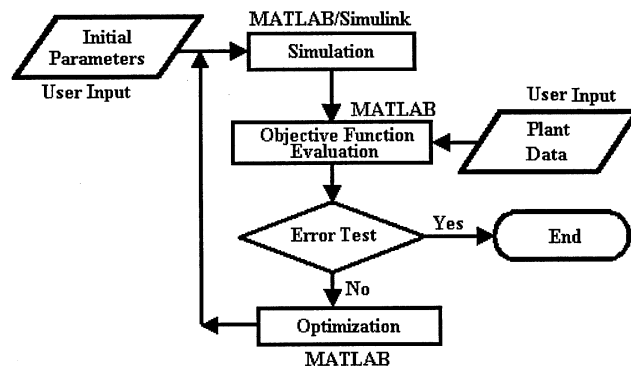 MATLAB/Simulink
Initial
Parameters
User Input
Simulation
MATLAB
Objective Function
Evaluation
User Input
Plant
Data
Error Test
Yes
End
No
Optimization
MATLAB